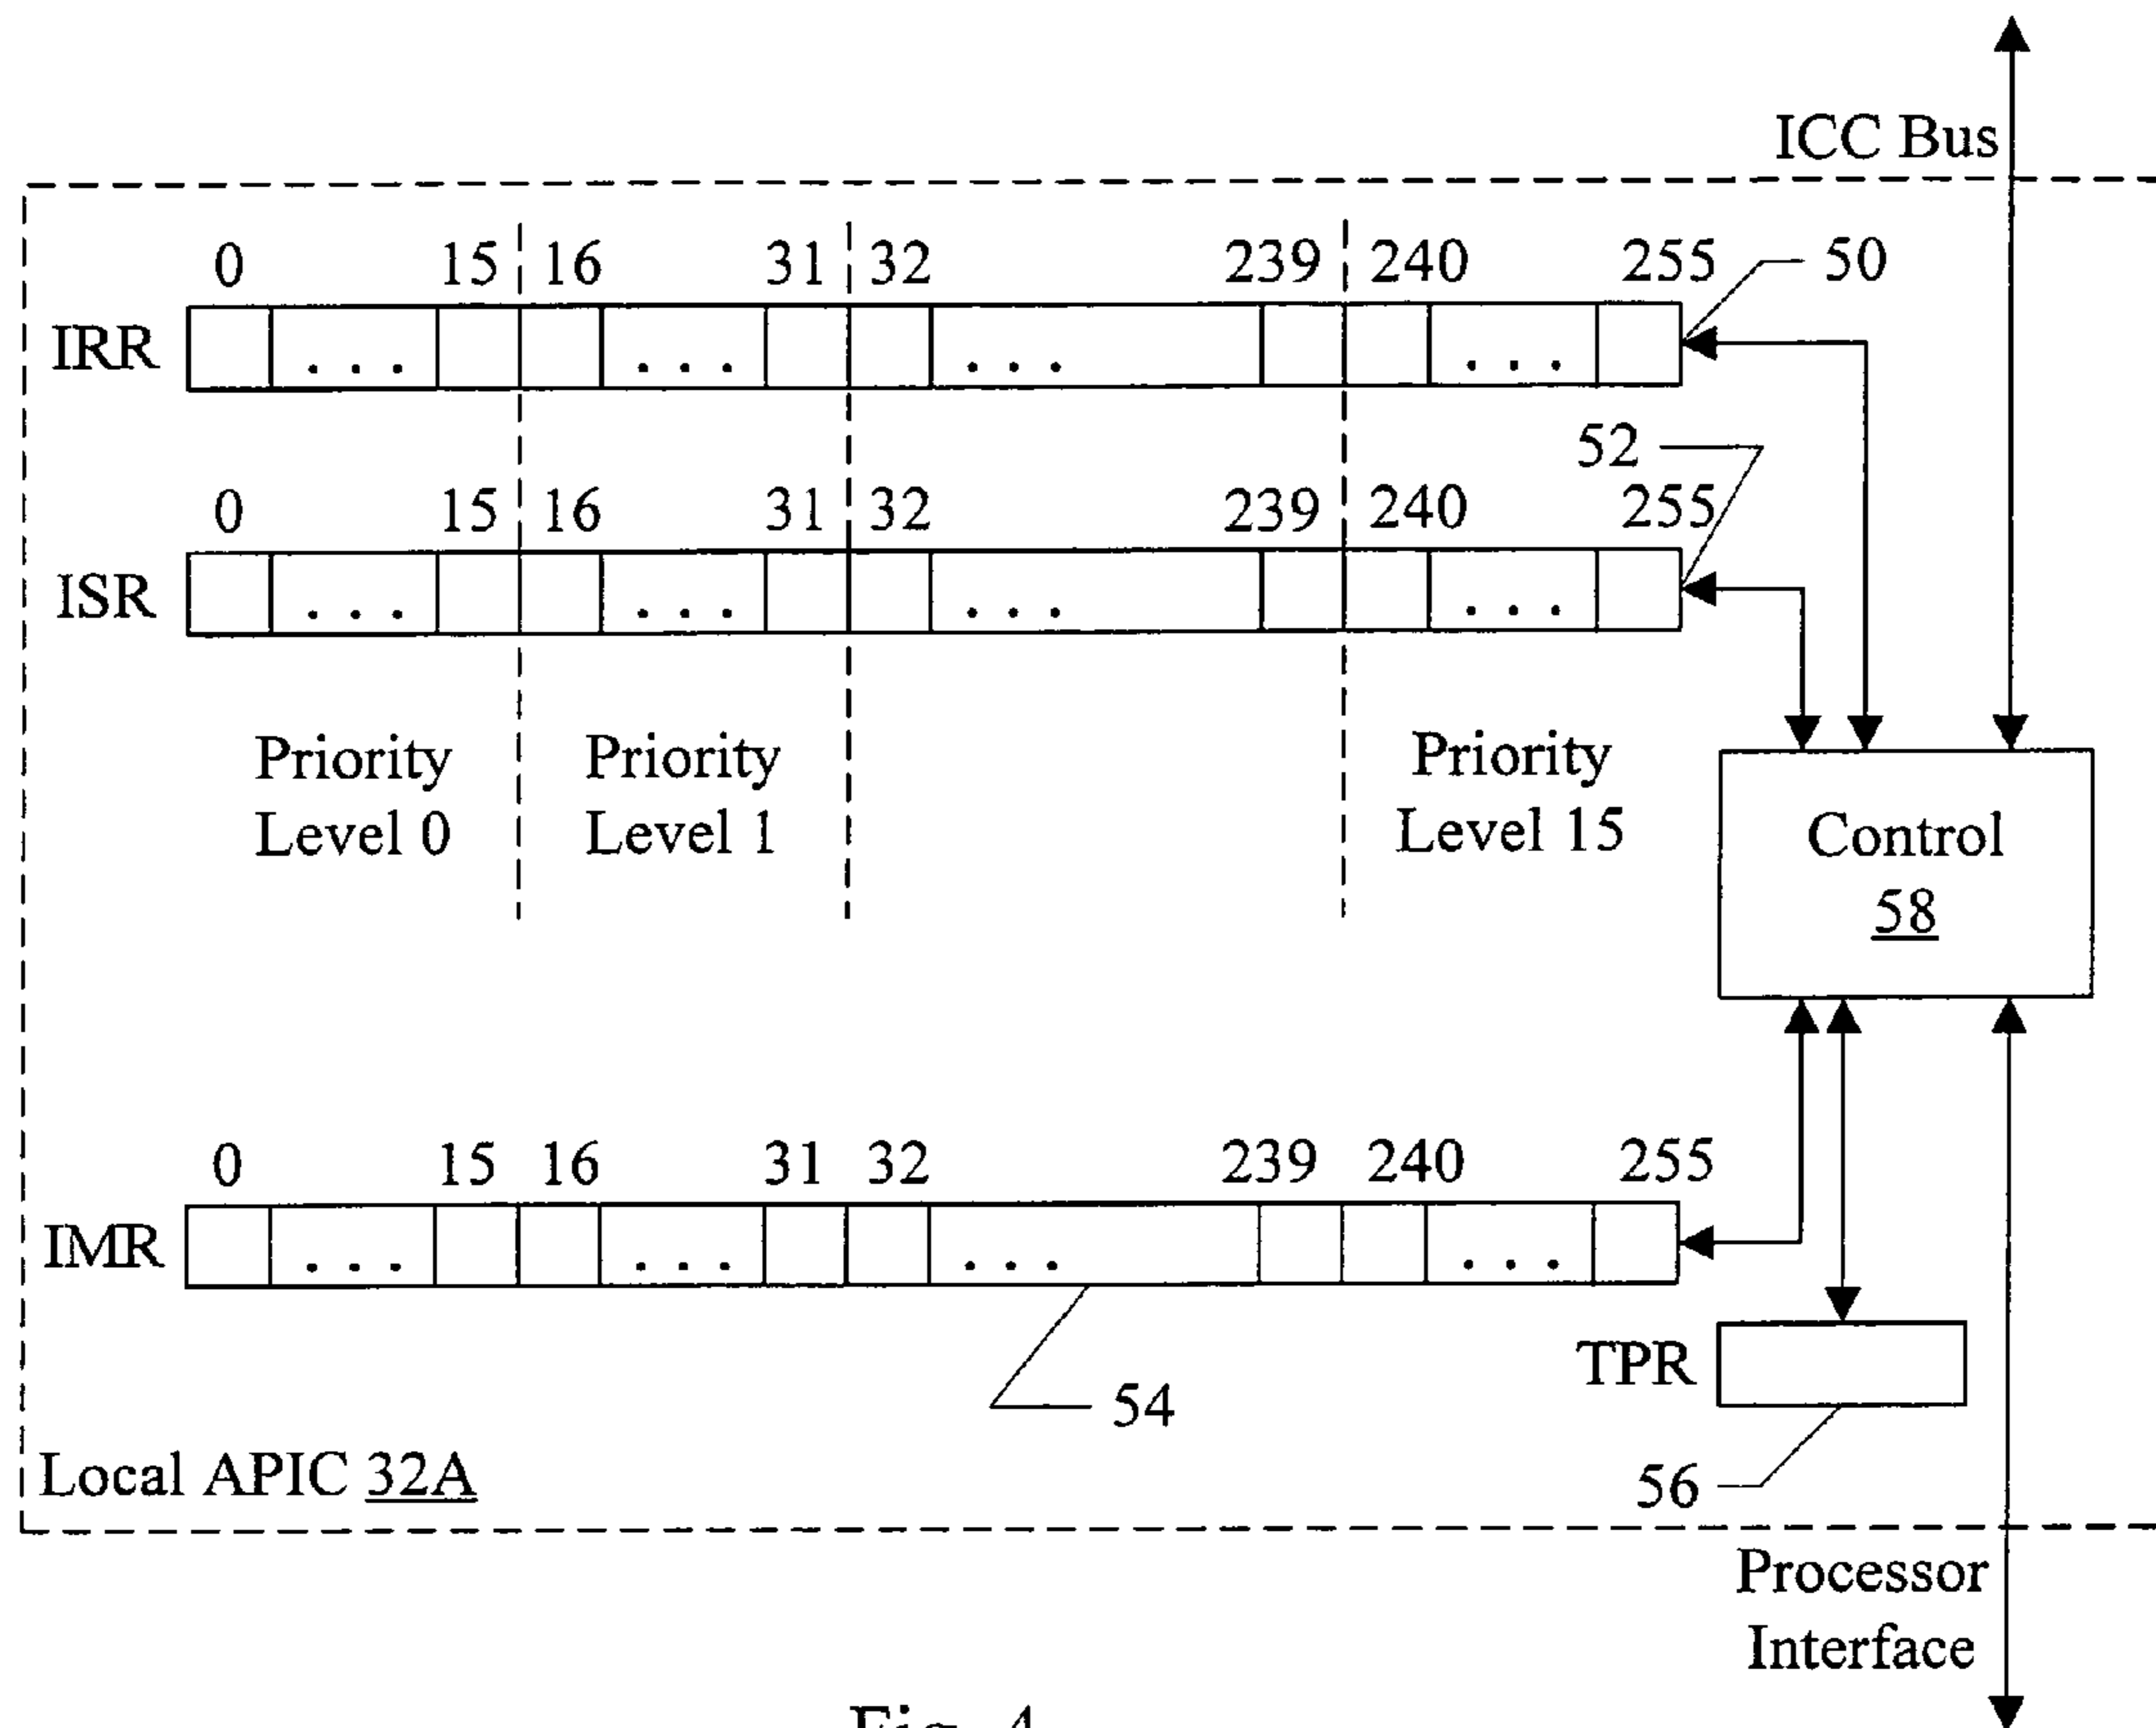 ICC Bus
0 15 16 31 32 239 240 255 50
IRR . . . . . . . . . . . .
52
0 15 16 31 32 239 240 255
ISR . . . . . . . . . . . .
Priority Level 0
Priority Level 1
Priority Level 15
Control
58
0 15 16 31 32 239 240 255
IMR . . . . . . . . . . . .
TPR
54
56
Local APIC 32A
Processor
Interface
Fig. 4